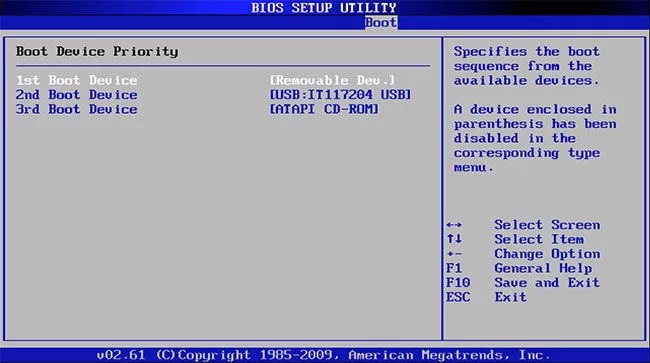 BIOS SETUP UTILITY
Boot
Boot Device Priority
1st Boot Device [Removable Dev.]
2nd Boot Device [USB:IT117204 USB]
3rd Boot Device [ATAPI CD-ROM]
Specifies the boot
sequence from the
available devices.
A device enclosed in
parenthesis has been
disabled in the
corresponding type
menu.
↔ Select Screen
↑↓ Select Item
+- Change Option
F1 General Help
F10 Save and Exit
ESC Exit
v02.61 (C)Copyright 1985-2009, American Megatrends, Inc.